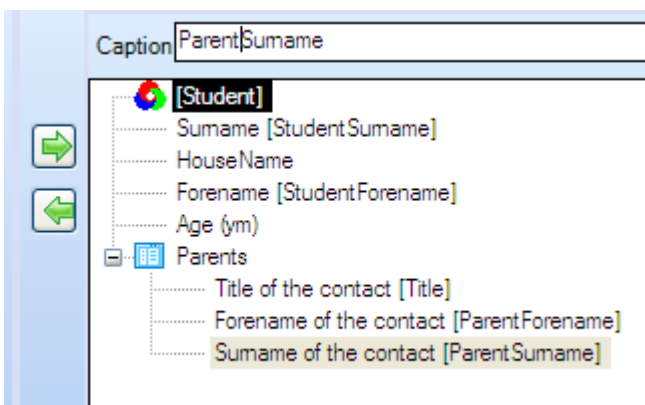 Caption ParentSurname
[Student]
Surname [StudentSurname]
HouseName
Forename [StudentForename]
Age (ym)
Parents
Title of the contact [Title]
Forename of the contact [ParentForename]
Surname of the contact [ParentSurname]